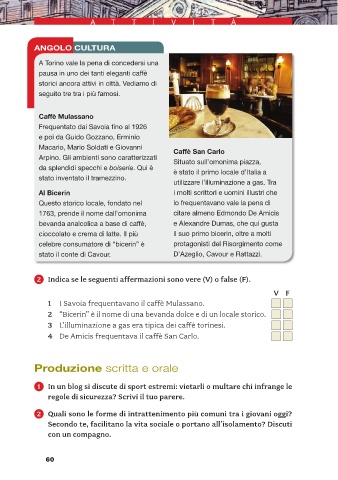 ATTIVITÀ
ANGOLO CULTURA
A Torino vale la pena di concedersi una
pausa in uno dei tanti eleganti caffè
storici ancora attivi in città. Vediamo di
seguito tre tra i più famosi.
Caffè Mulassano
Frequentato dai Savoia fino al 1926
e poi da Guido Gozzano, Erminio
Macario, Mario Soldati e Giovanni
Arpino. Gli ambienti sono caratterizzati
da splendidi specchi e boiserie. Qui è
stato inventato il tramezzino.
Al Bicerin
Questo storico locale, fondato nel
1763, prende il nome dall'omonima
bevanda analcolica a base di caffè,
cioccolato e crema di latte. Il più
celebre consumatore di "bicerin" è
stato il conte di Cavour.
Caffè San Carlo
Situato sull'omonima piazza,
è stato il primo locale d'Italia a
utilizzare l'illuminazione a gas. Tra
i molti scrittori e uomini illustri che
lo frequentavano vale la pena di
citare almeno Edmondo De Amicis
e Alexandre Dumas, che qui gusta
il suo primo bicerin, oltre a molti
protagonisti del Risorgimento come
D'Azeglio, Cavour e Rattazzi.
2 Indica se le seguenti affermazioni sono vere (V) o false (F).
V F
1 I Savoia frequentavano il caffè Mulassano.
2 "Bicerin" è il nome di una bevanda dolce e di un locale storico.
3 L'illuminazione a gas era tipica dei caffè torinesi.
4 De Amicis frequentava il caffè San Carlo.
Produzione scritta e orale
1 In un blog si discute di sport estremi: vietarli o multare chi infrange le
regole di sicurezza? Scrivi il tuo parere.
2 Quali sono le forme di intrattenimento più comuni tra i giovani oggi?
Secondo te, facilitano la vita sociale o portano all'isolamento? Discuti
con un compagno.
60